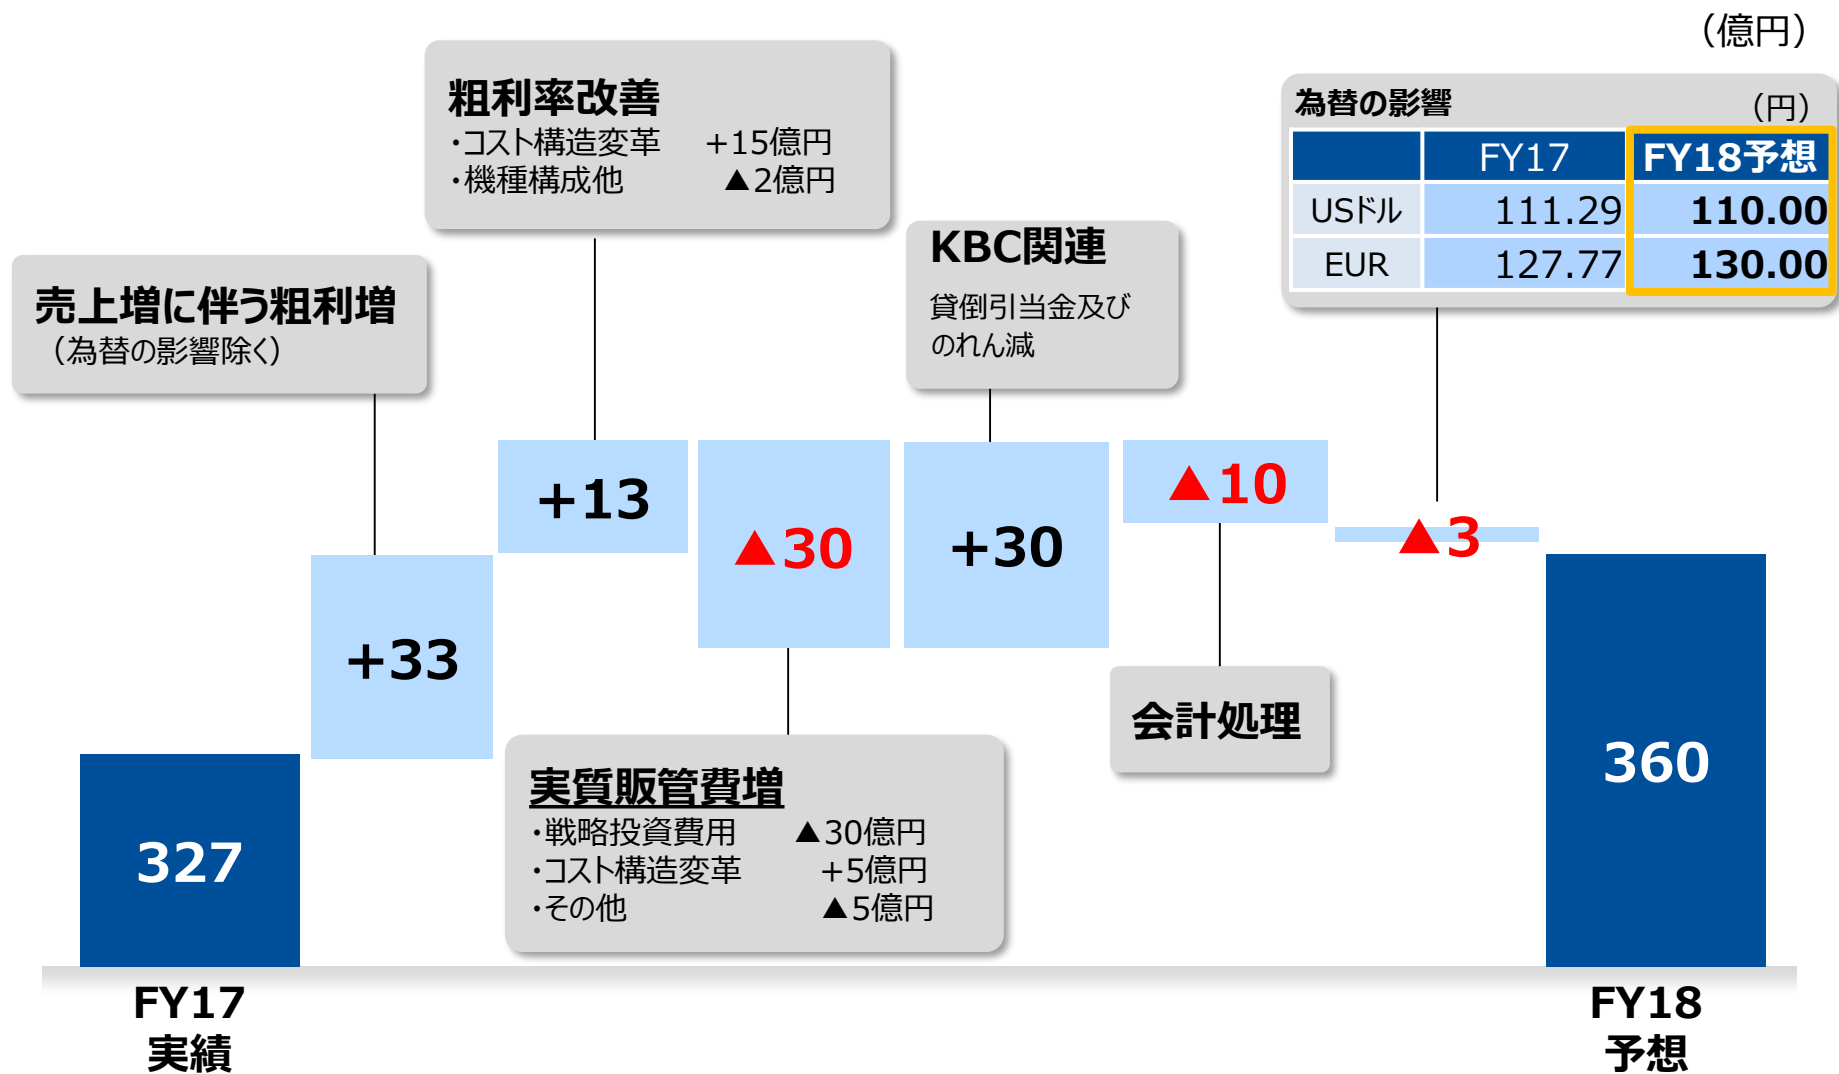 （億円）
粗利率改善
・コスト構造変革 +15億円
・機種構成他 ▲2億円
為替の影響 （円）
FY17 FY18予想
USドル 111.29 110.00
EUR 127.77 130.00
KBC関連
貸倒引当金及び
のれん減
売上増に伴う粗利増
（為替の影響除く）
+13
▲30
+30
▲10
▲3
+33
会計処理
実質販管費増
・戦略投資費用 ▲30億円
・コスト構造変革 +5億円
・その他 ▲5億円
327
360
FY17
実績
FY18
予想